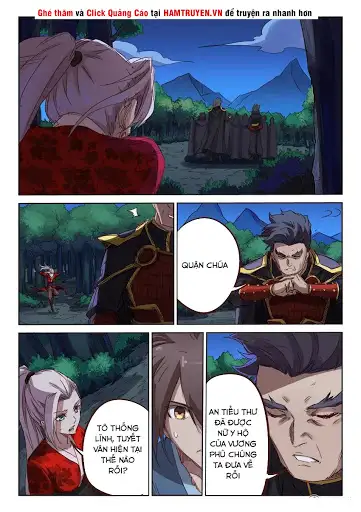 Ghé thăm và Click Quảng Cáo tại HAMTRUYEN.VN để truyện ra nhanh hơn
QUẬN CHÚA
TÔ THỐNG
LĨNH, TUYẾT
VĂN HIỆN TẠI
THẾ NÀO
RỒI?
AN TIỂU THƯ
ĐÃ ĐƯỢC
NỮ Y HỘ
CỦA VƯƠNG
PHỦ CHÚNG
TA ĐƯA VỀ
RỒI